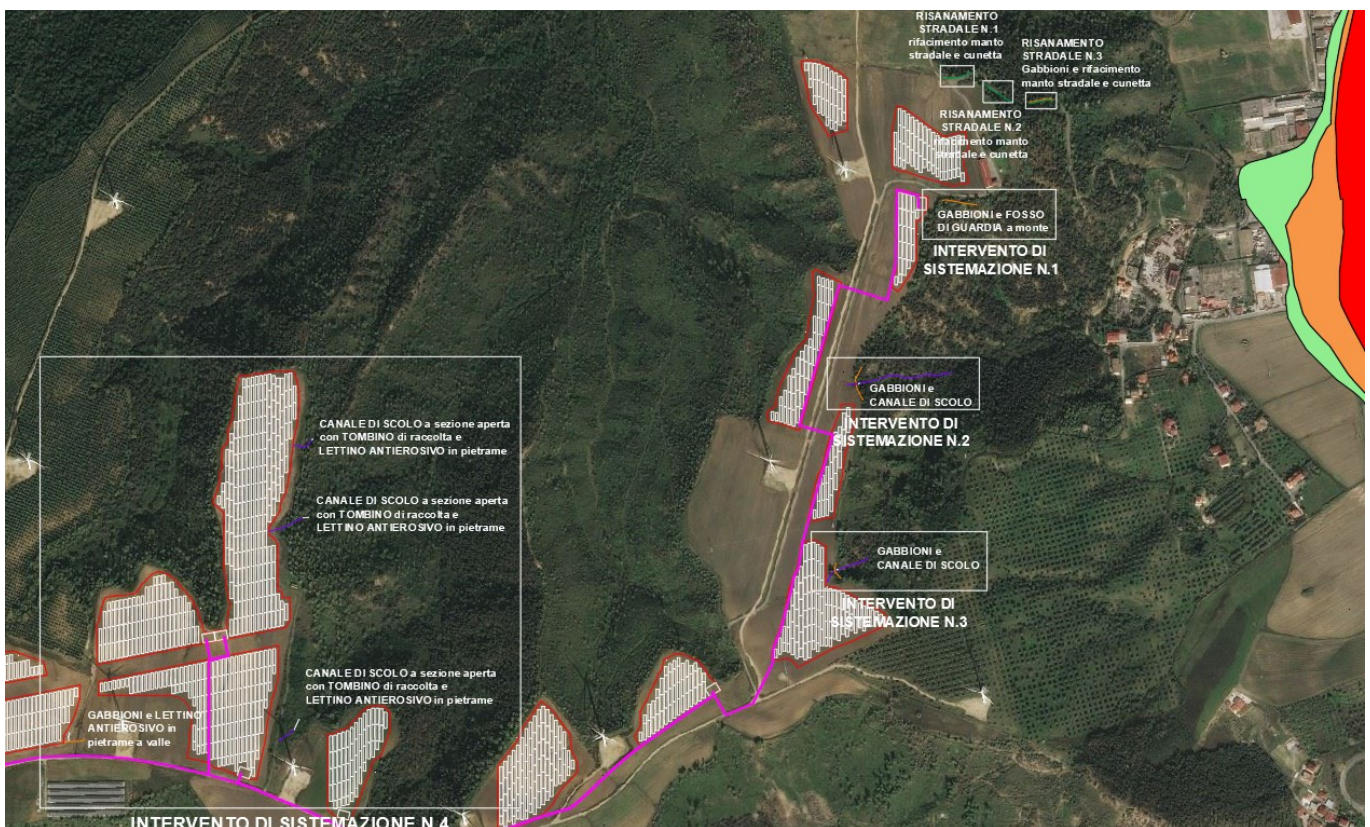 RISANAMENTO
STRADALE N.1
rifacimento manto
stradale e cunetta
RISANAMENTO
STRADALE N.3
Gabbioni e rifacimento
manto stradale e cunetta
RISANAMENTO
STRADALE N.2
rifacimento manto
stradale e cunetta
GABBIONI e FOSSO
DI GUARDIA a monte
INTERVENTO DI
SISTEMAZIONE N.1
GABBIONI e
CANALE DI SCOLO
INTERVENTO DI
SISTEMAZIONE N.2
GABBIONI e
CANALE DI SCOLO
INTERVENTO DI
SISTEMAZIONE N.3
CANALE DI SCOLO a sezione aperta
con TOMBINO di raccolta e
LETTINO ANTIEROSIVO in pietrame
CANALE DI SCOLO a sezione aperta
con TOMBINO di raccolta e
LETTINO ANTIEROSIVO in pietrame
CANALE DI SCOLO a sezione aperta
con TOMBINO di raccolta e
LETTINO ANTIEROSIVO in pietrame
GABBIONI e LETTINO
ANTIEROSIVO in
pietrame a valle
INTERVENTO DI SISTEMAZIONE N.4